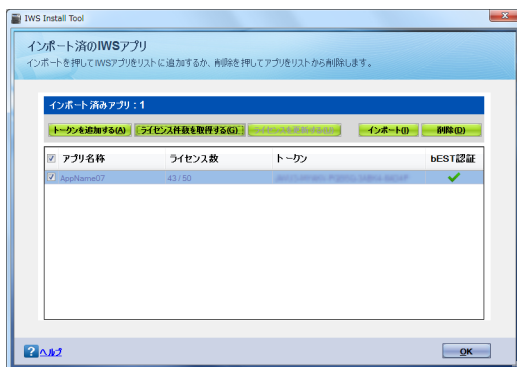 IWS Install Tool
インポート済のIWSアプリ
インポートを押してIWSアプリをリストに追加するか、削除を押してアプリをリストから削除します。
インポート済みアプリ：1
トークンを追加する(A) ライセンス件数を取得する(G) インポート(I) 削除(D)
アプリ名称 ライセンス数 トークン bEST認証
AppName07 43 / 50
ヘルプ OK